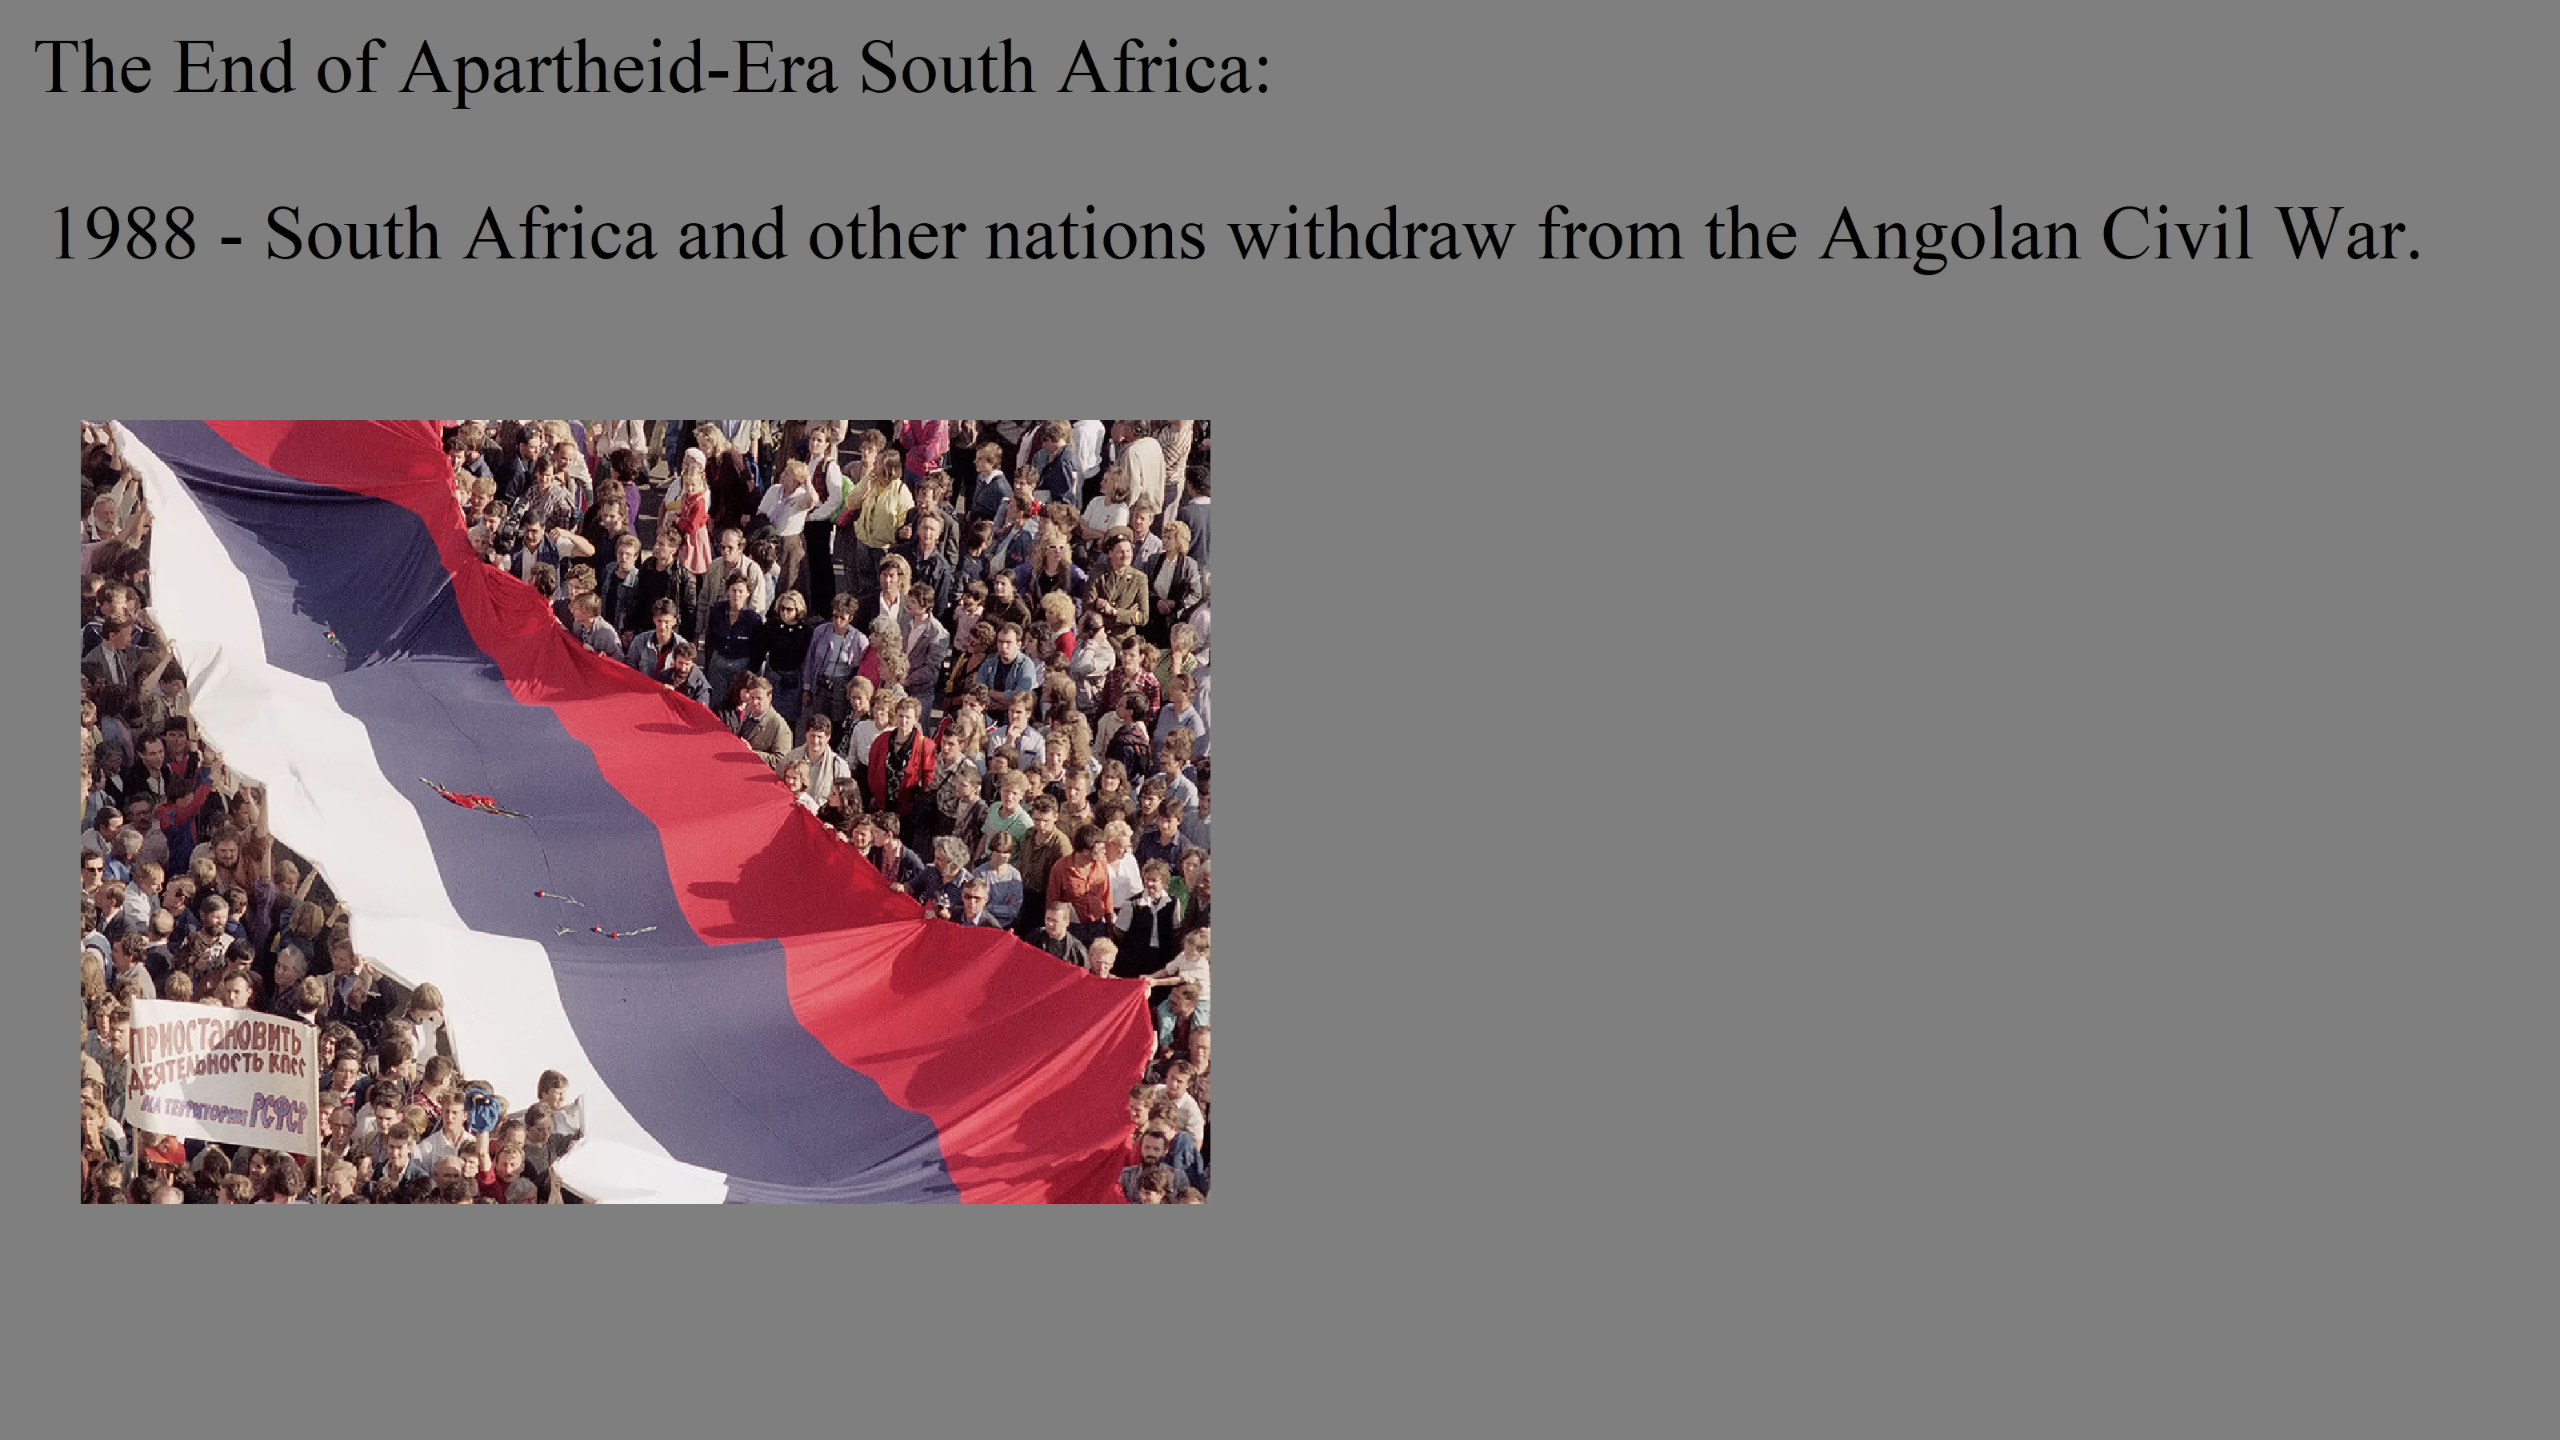 The End of Apartheid-Era South Africa:
1988 - South Africa and other nations withdraw from the Angolan Civil War.
ПРИОСТаНОВИТЬ
ДЕЯТЕЛЬНОСТЬ КПСС
НА ТЕРРИТОРИИ РСФСР